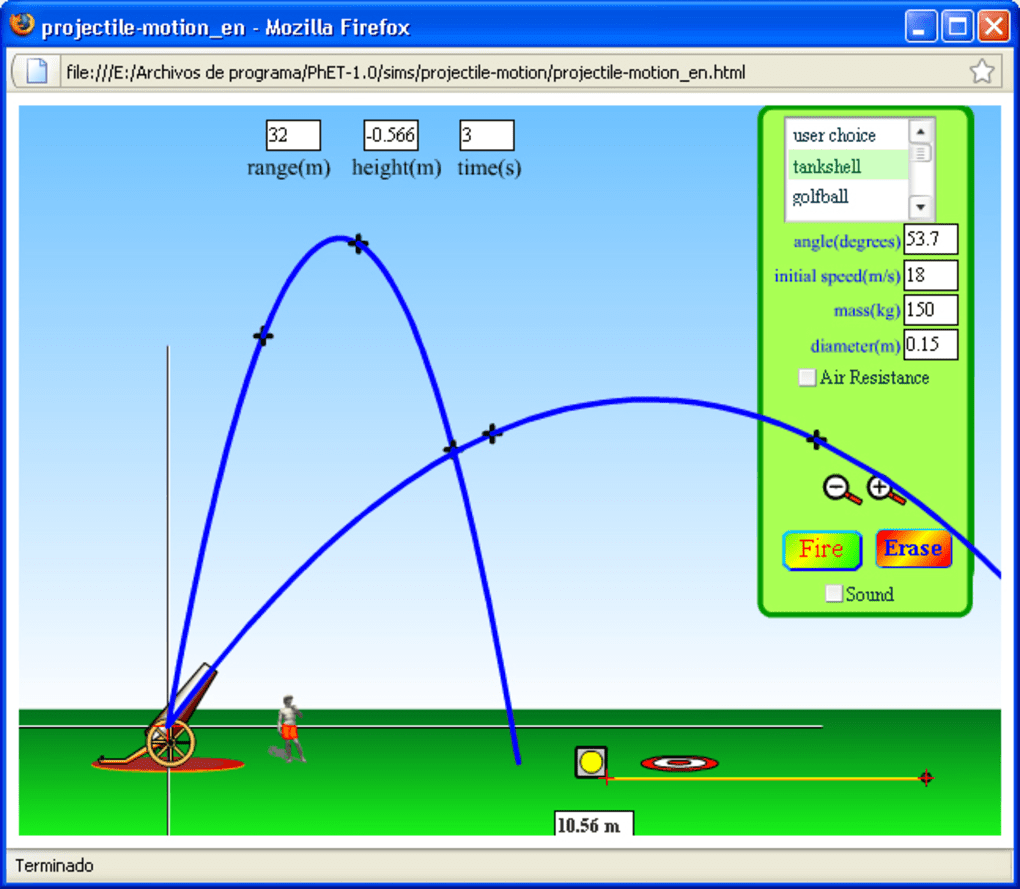 projectile-motion_en - Mozilla Firefox
file:///E:/Archivos de programa/PhET-1.0/sims/projectile-motion/projectile-motion_en.html
32 -0.566 3
range(m) height(m) time(s)
user choice
tankshell
golfball
angle(degrees) 53.7
initial speed(m/s) 18
mass(kg) 150
diameter(m) 0.15
Air Resistance
Fire Erase
Sound
10.56 m
Terminado